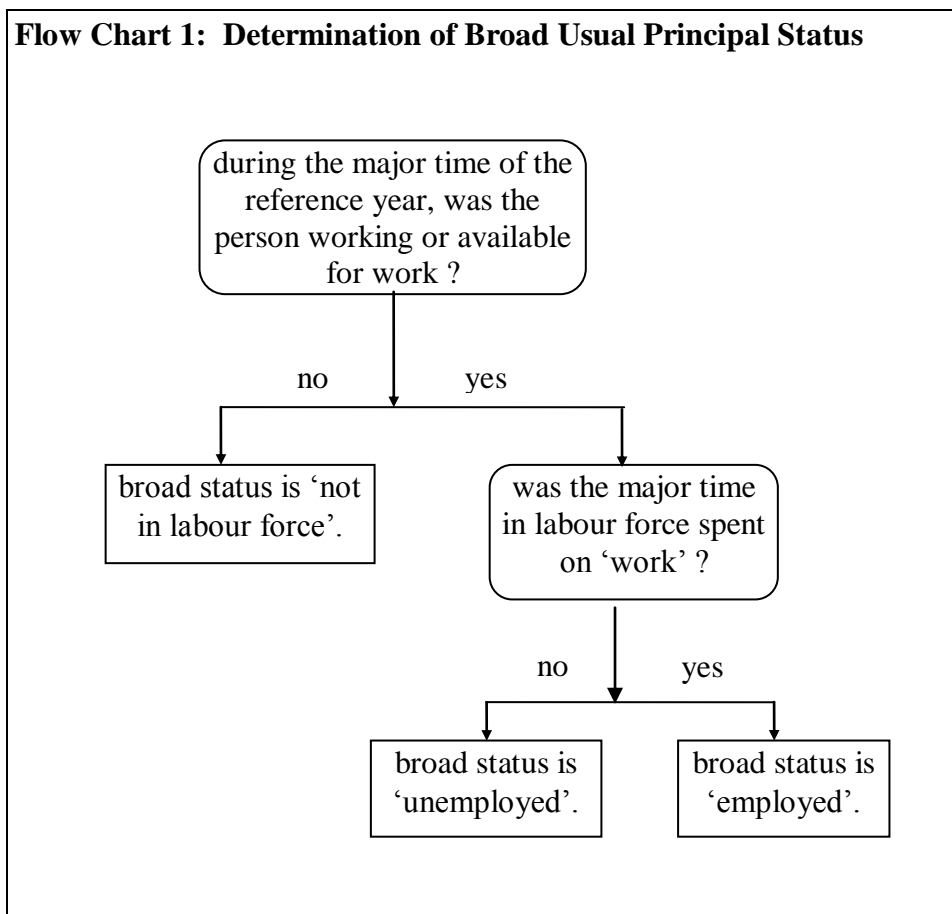 Flow Chart 1: Determination of Broad Usual Principal Status
during the major time of the
reference year, was the
person working or available
for work ?
no yes
broad status is ‘not
in labour force’.
was the major time
in labour force spent
on ‘work’ ?
no yes
broad status is
‘unemployed’.
broad status is
‘employed’.